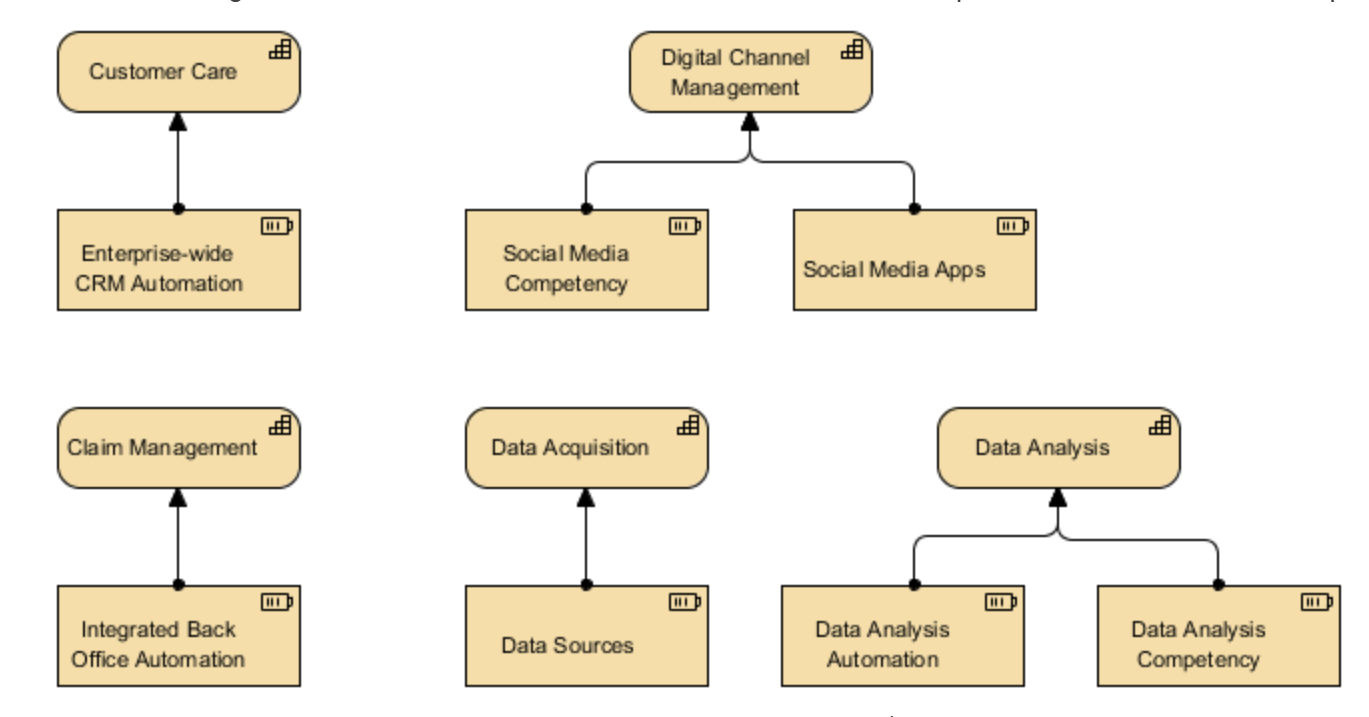 Customer Care
Digital Channel
Management
Enterprise-wide
CRM Automation
Social Media
Competency
Social Media Apps
Claim Management
Data Acquisition
Data Analysis
Integrated Back
Office Automation
Data Sources
Data Analysis
Automation
Data Analysis
Competency